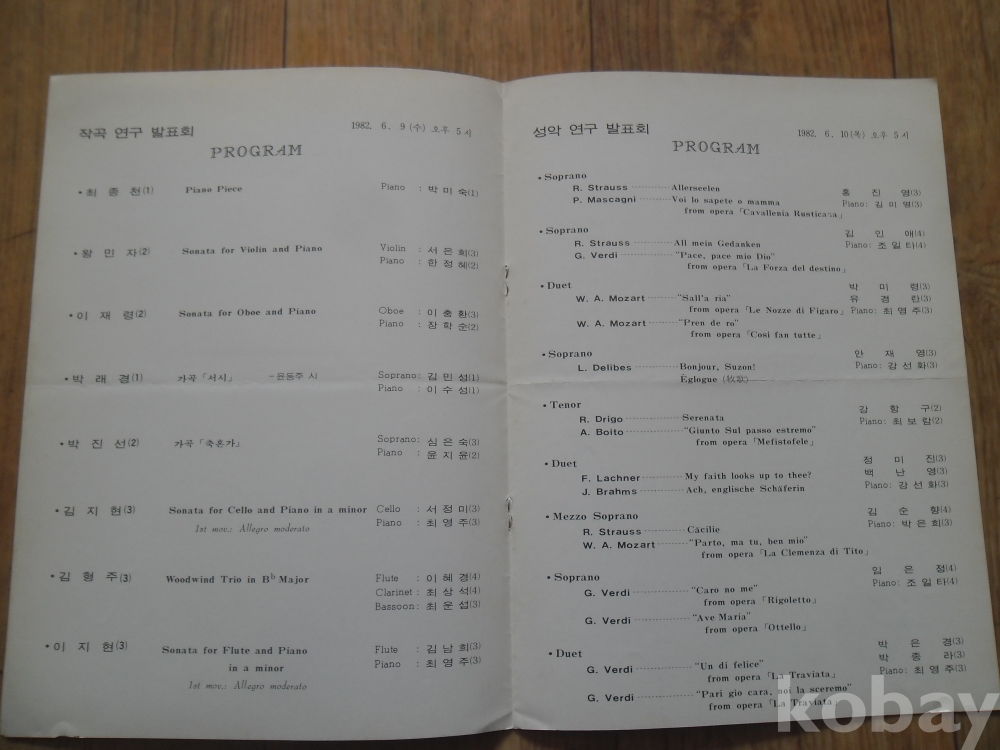 작곡 연구 발표회
1982. 6. 9 (수) 오후 5시
PROGRAM
• 최 종 천(1) Piano Piece Piano : 박 미 숙(1)
• 왕 민 자(2) Sonata for Violin and Piano Violin : 서 은 희(3)
Piano : 한 정 혜(2)
• 이 재 령(2) Sonata for Oboe and Piano Oboe : 이 충 환(3)
Piano : 장 학 순(2)
• 박 래 경(1) 가곡「서시」 -윤동주 시 Soprano: 김 민 성(1)
Piano : 이 수 성(1)
• 박 진 선(2) 가곡「축혼가」 Soprano: 심 은 숙(3)
Piano : 윤 지 윤(2)
• 김 지 현(3) Sonata for Cello and Piano in a minor Cello : 서 정 미(3)
1st mov.: Allegro moderato Piano : 최 영 주(3)
• 김 형 주(3) Woodwind Trio in B♭ Major Flute : 이 혜 경(4)
Clarinet : 최 상 석(4)
Bassoon : 최 운 섭(3)
• 이 지 현(3) Sonata for Flute and Piano Flute : 김 남 희(3)
in a minor Piano : 최 영 주(3)
1st mov.: Allegro moderato
성악 연구 발표회
1982. 6. 10(목) 오후 5시
PROGRAM
• Soprano
R. Strauss ············ Allerseelen 홍 진 영(3)
P. Mascagni ············ Voi lo sapete o mamma Piano: 김 미 영(3)
from opera「Cavallenia Rusticana」
• Soprano 김 인 애(4)
R. Strauss ············ All mein Gedanken Piano: 조 일 타(4)
G. Verdi ············ "Pace, pace mio Dio"
from opera「La Forza del destino」
• Duet 박 미 령(3)
W. A. Mozart ········ "Sall'a ria" 유 경 란(3)
from opera「Le Nozze di Figaro」 Piano: 최 영 주(3)
W. A. Mozart ········ "Pren de ro"
from opera「Cosi fan tutte」
• Soprano 안 재 영(3)
L. Delibes ············ Bonjour, Suzon! Piano: 강 선 화(3)
Églogue (牧歌)
• Tenor 강 항 구(2)
R. Drigo ················ Serenata Piano: 최 보 람(2)
A. Boito ················ "Giunto Sul passo estremo"
from opera「Mefistofele」
• Duet 정 미 진(3)
F. Lachner ············ My faith looks up to thee? 백 난 영(3)
J. Brahms ············ Ach, englische Schäferin Piano: 강 선 화(3)
• Mezzo Soprano 김 순 향(4)
R. Strauss ············ Cäcilie Piano: 박 은 희(3)
W. A. Mozart ········ "Parto, ma tu, ben mio"
from opera「La Clemenza di Tito」
• Soprano 임 은 정(4)
G. Verdi ················ "Caro no me" Piano: 조 일 타(4)
from opera「Rigoletto」
G. Verdi ················ "Ave Maria"
from opera「Ottello」
• Duet 박 은 경(3)
박 종 라(3)
G. Verdi ················ "Un di felice" Piano: 최 영 주(3)
from opera「La Traviata」
G. Verdi ················ "Pari gio cara, noi la sceremo"
from opera「La Traviata」
kobay